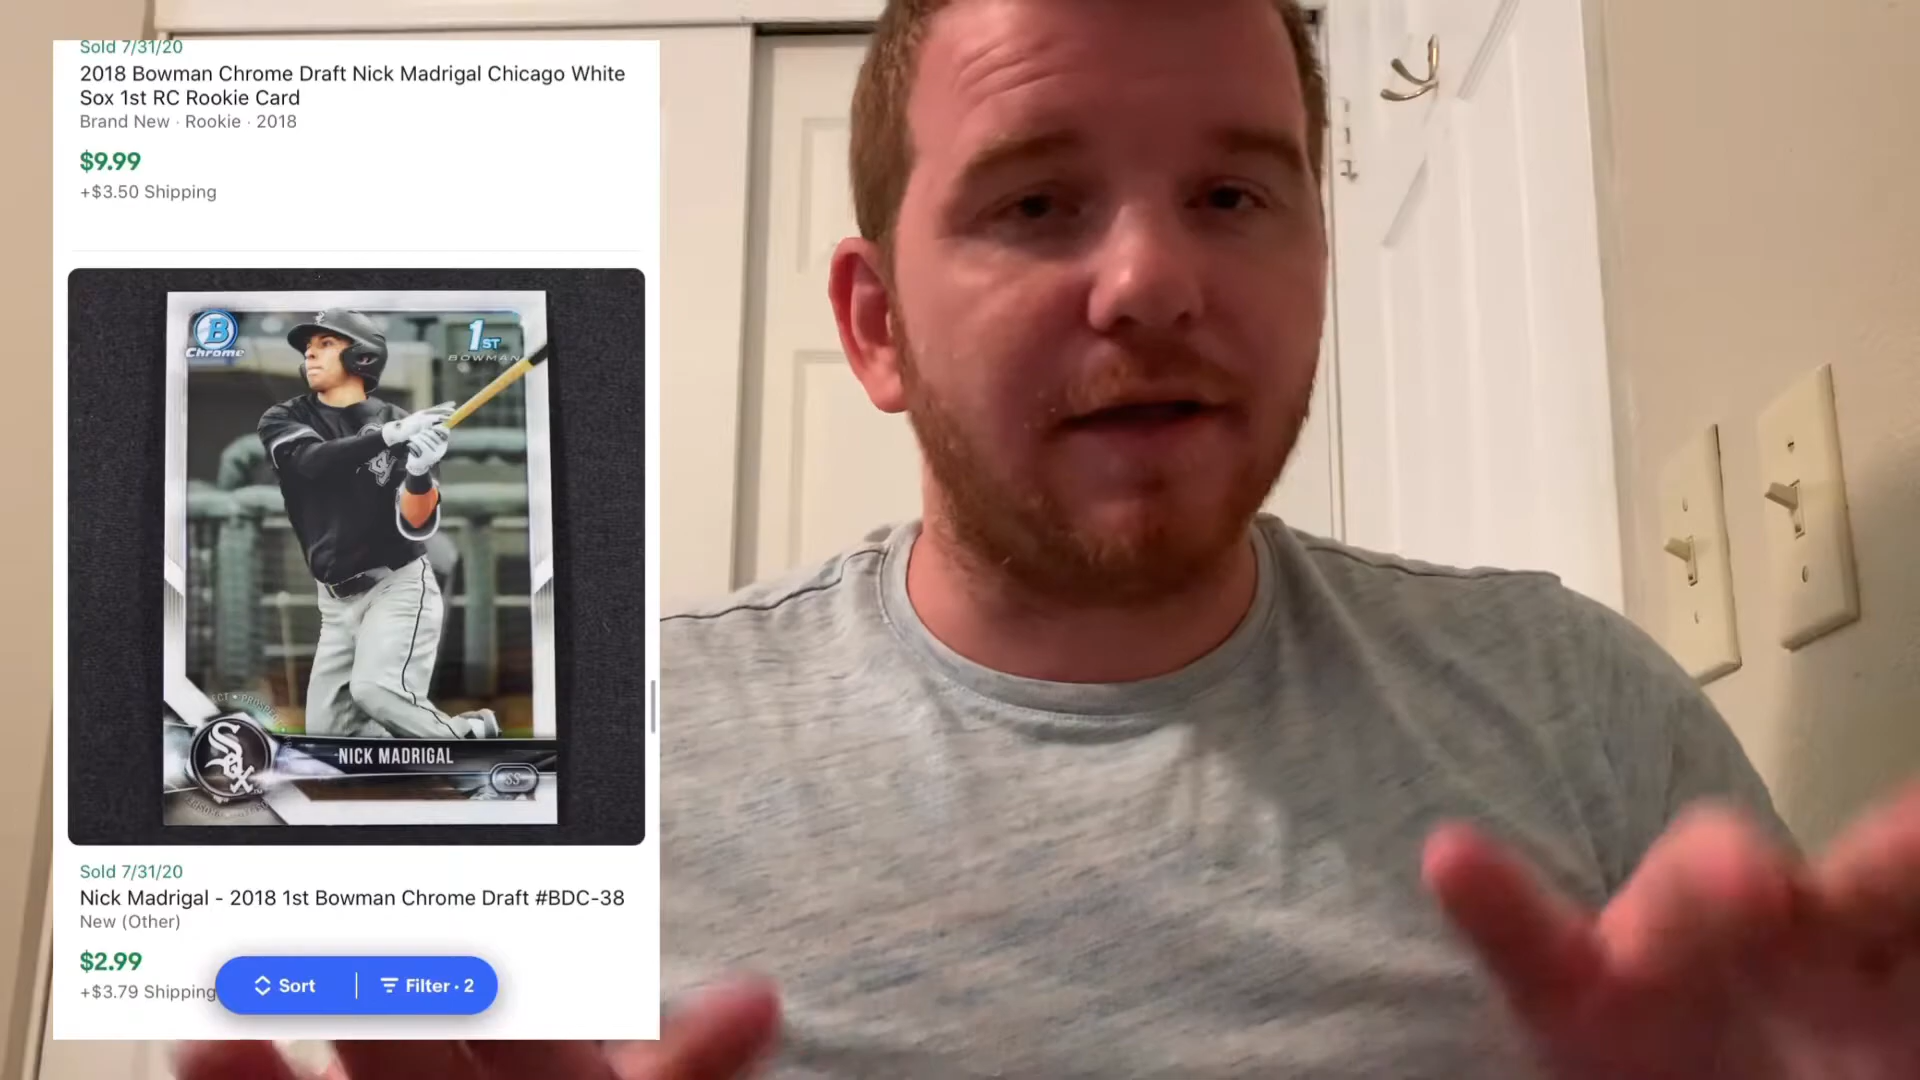 Sold 7/31/20
2018 Bowman Chrome Draft Nick Madrigal Chicago White
Sox 1st RC Rookie Card
Brand New · Rookie · 2018
$9.99
+$3.50 Shipping
B
Chrome
1ST
BOWMAN
Sox
NICK MADRIGAL
SS
Sold 7/31/20
Nick Madrigal - 2018 1st Bowman Chrome Draft #BDC-38
New (Other)
$2.99
+$3.79 Shipping
Sort
Filter · 2